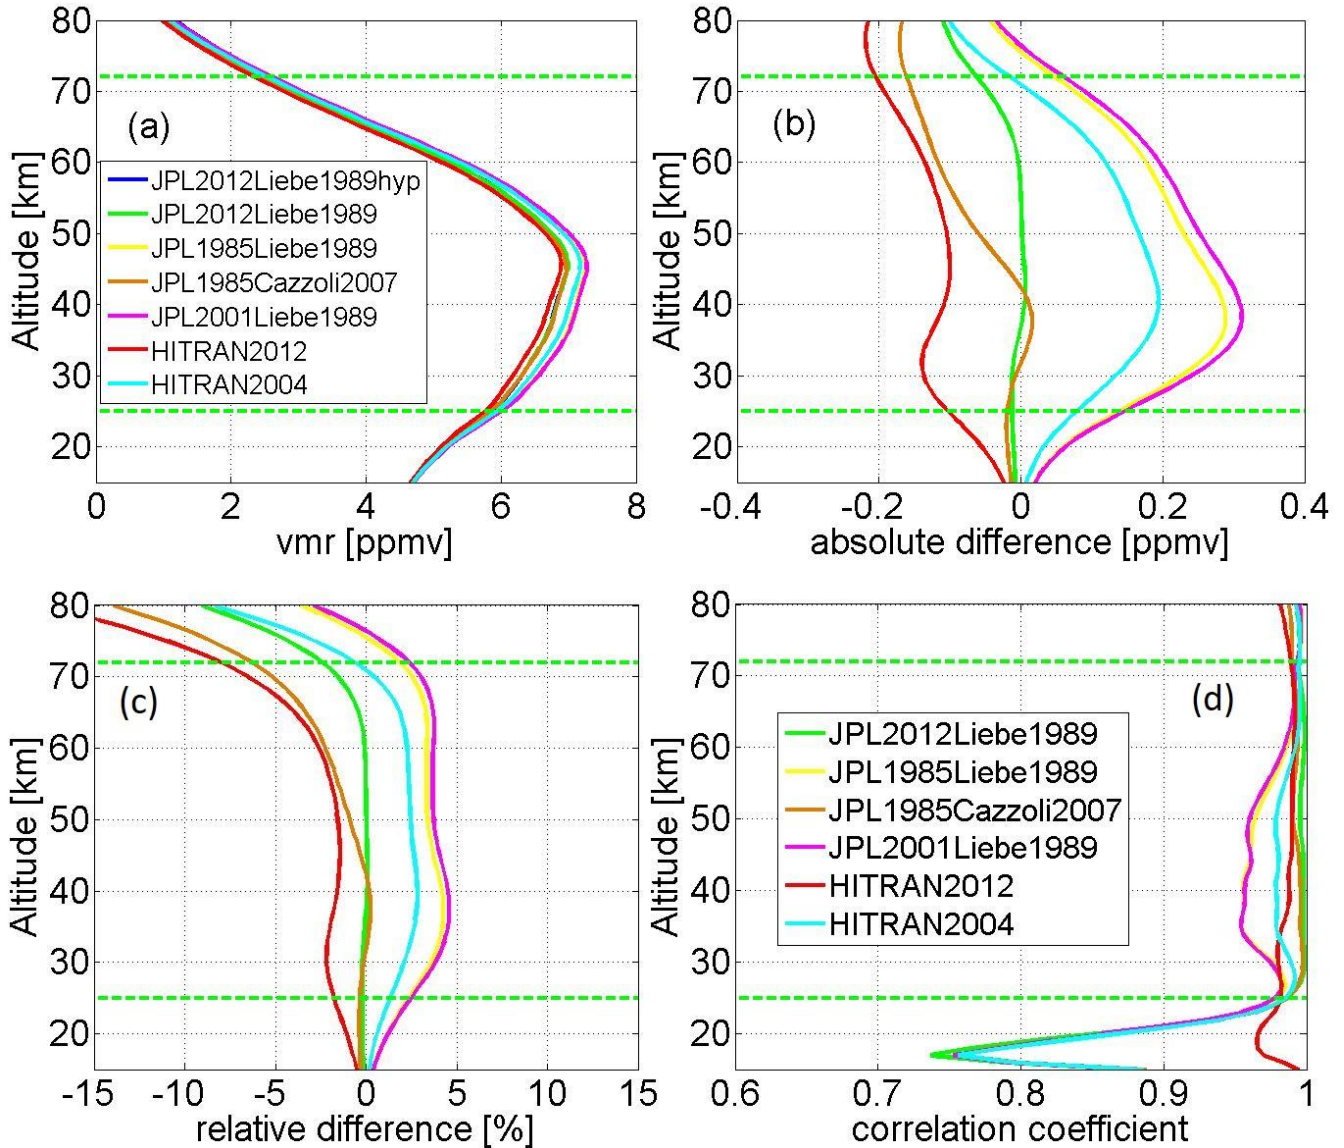 80
70
60
50
40
30
20
Altitude [km]
(a)
JPL2012Liebe1989hyp
JPL2012Liebe1989
JPL1985Liebe1989
JPL1985Cazzoli2007
JPL2001Liebe1989
HITRAN2012
HITRAN2004
0 2 4 6 8
vmr [ppmv]
80
70
60
50
40
30
20
Altitude [km]
(b)
-0.4 -0.2 0 0.2 0.4
absolute difference [ppmv]
80
70
60
50
40
30
20
Altitude [km]
(c)
-15 -10 -5 0 5 10 15
relative difference [%]
80
70
60
50
40
30
20
Altitude [km]
(d)
JPL2012Liebe1989
JPL1985Liebe1989
JPL1985Cazzoli2007
JPL2001Liebe1989
HITRAN2012
HITRAN2004
0.6 0.7 0.8 0.9 1
correlation coefficient